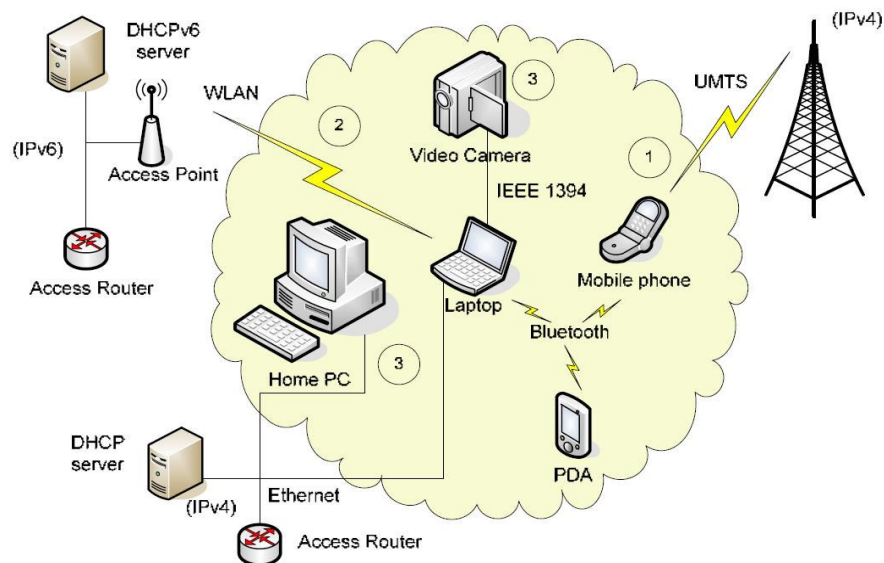 DHCPv6
server
(IPv4)
WLAN
3
UMTS
2
(IPv6)
Access Point
Video Camera
1
IEEE 1394
Access Router
Mobile phone
Laptop
Bluetooth
Home PC
3
DHCP
server
PDA
(IPv4)
Ethernet
Access Router